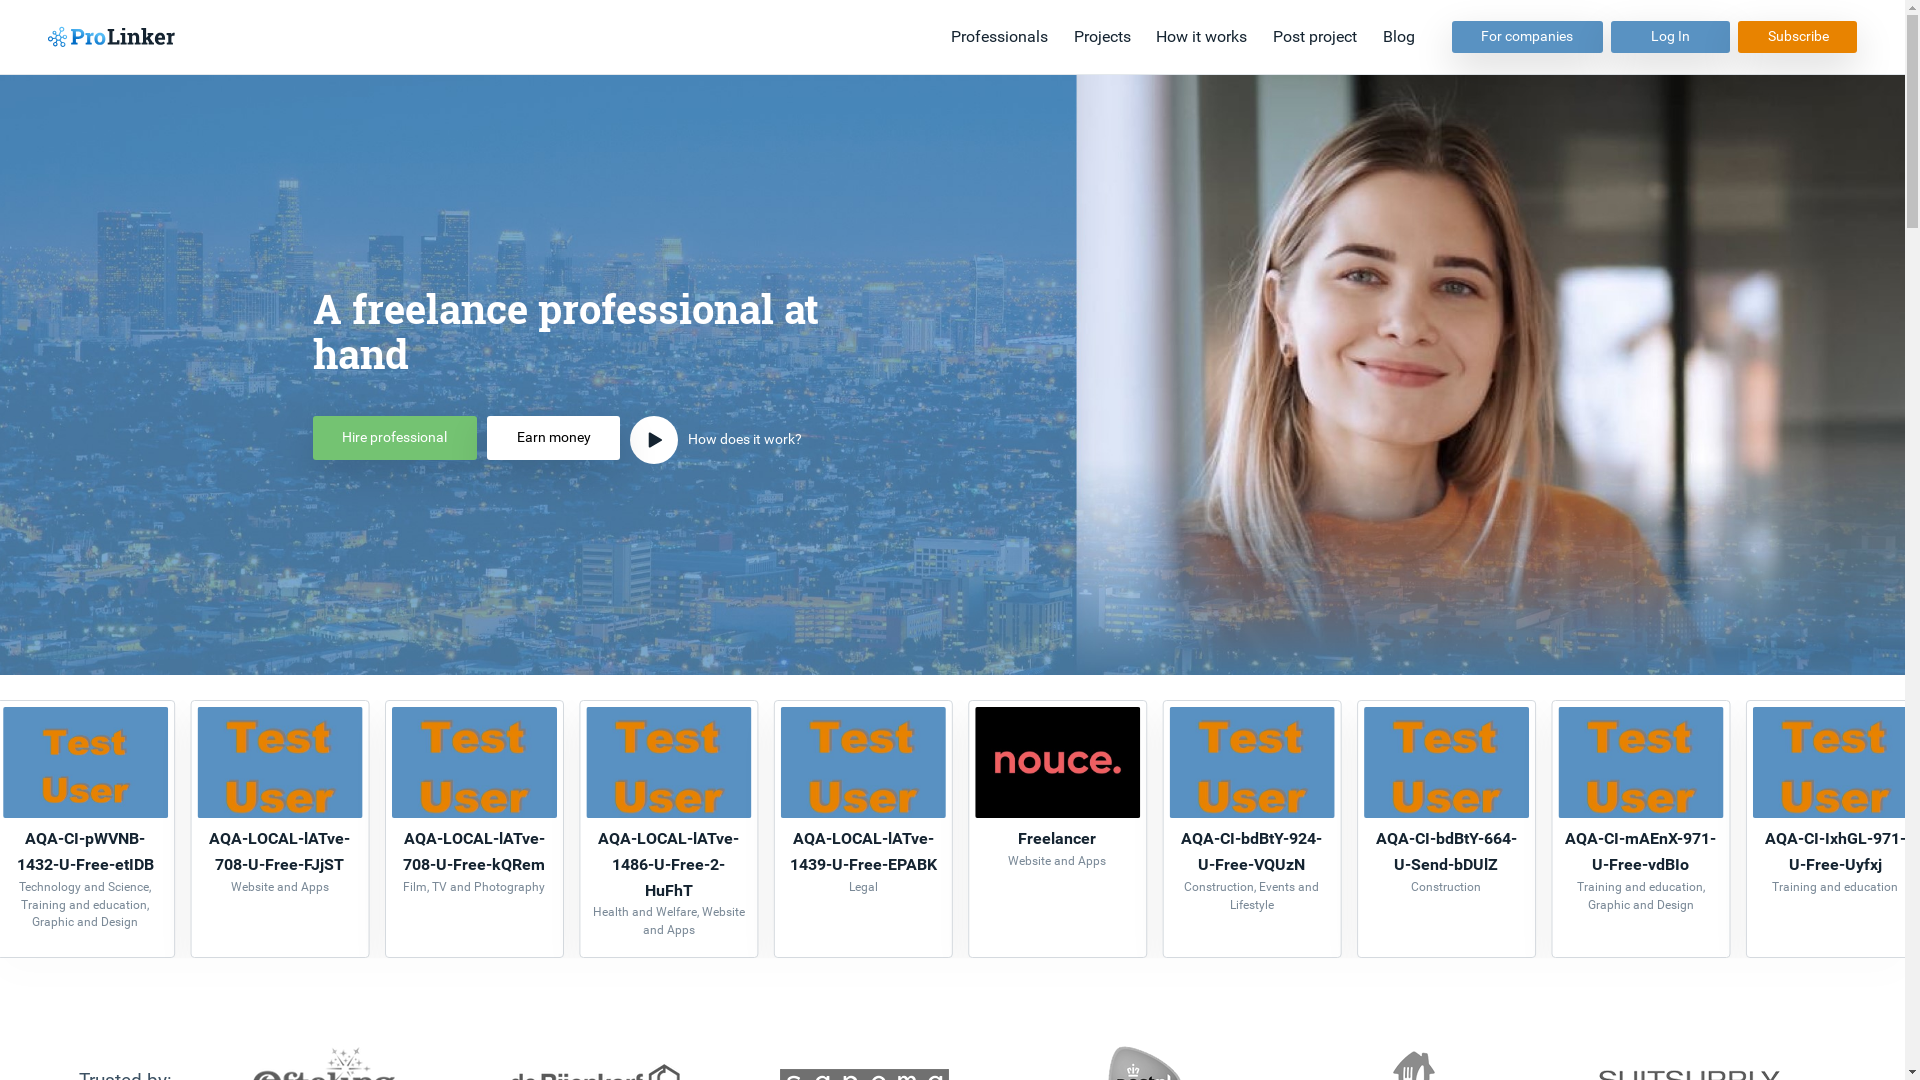 ProLinker
Professionals
Projects
How it works
Post project
Blog
For companies
Log In
Subscribe
A freelance professional at
hand
Hire professional
Earn money
How does it work?
Test
User
AQA-CI-pWVNB-
1432-U-Free-etIDB
Technology and Science,
Training and education,
Graphic and Design
Test
User
AQA-LOCAL-lATve-
708-U-Free-FJjST
Website and Apps
Test
User
AQA-LOCAL-lATve-
708-U-Free-kQRem
Film, TV and Photography
Test
User
AQA-LOCAL-lATve-
1486-U-Free-2-
HuFhT
Health and Welfare, Website
and Apps
Test
User
AQA-LOCAL-lATve-
1439-U-Free-EPABK
Legal
nouce.
Freelancer
Website and Apps
Test
User
AQA-CI-bdBtY-924-
U-Free-VQUzN
Construction, Events and
Lifestyle
Test
User
AQA-CI-bdBtY-664-
U-Send-bDUlZ
Construction
Test
User
AQA-CI-mAEnX-971-
U-Free-vdBIo
Training and education,
Graphic and Design
Test
User
AQA-CI-IxhGL-971-
U-Free-Uyfxj
Training and education
Trusted by:
Efteling
de Bijenkorf
sanoma
postnl
SUITSUPPLY